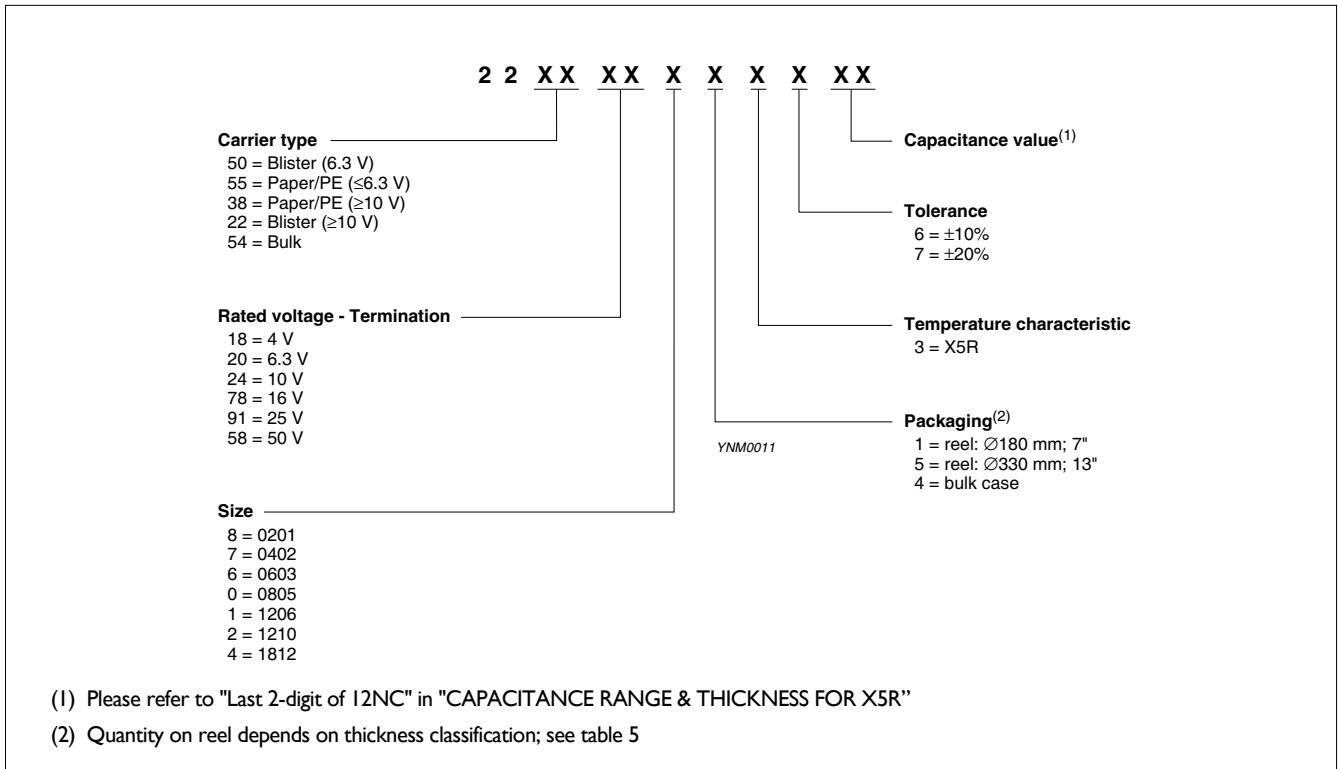 2 2 X X X X X X X X X X
Carrier type
50 = Blister (6.3 V)
55 = Paper/PE (≤6.3 V)
38 = Paper/PE (≥10 V)
22 = Blister (≥10 V)
54 = Bulk
Rated voltage - Termination
18 = 4 V
20 = 6.3 V
24 = 10 V
78 = 16 V
91 = 25 V
58 = 50 V
Size
8 = 0201
7 = 0402
6 = 0603
0 = 0805
1 = 1206
2 = 1210
4 = 1812
Capacitance value(1)
Tolerance
6 = ±10%
7 = ±20%
Temperature characteristic
3 = X5R
Packaging(2)
1 = reel: ∅180 mm; 7"
5 = reel: ∅330 mm; 13"
4 = bulk case
YNM0011
(1) Please refer to "Last 2-digit of 12NC" in "CAPACITANCE RANGE & THICKNESS FOR X5R”
(2) Quantity on reel depends on thickness classification; see table 5